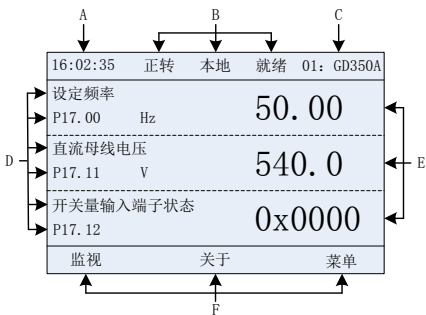 A B C
16:02:35 正转 本地 就绪 01: GD350A
设定频率
P17.00 Hz 50.00
直流母线电压
P17.11 V 540.0
开关量输入端子状态
P17.12 0x0000
D E
监视 关于 菜单
F